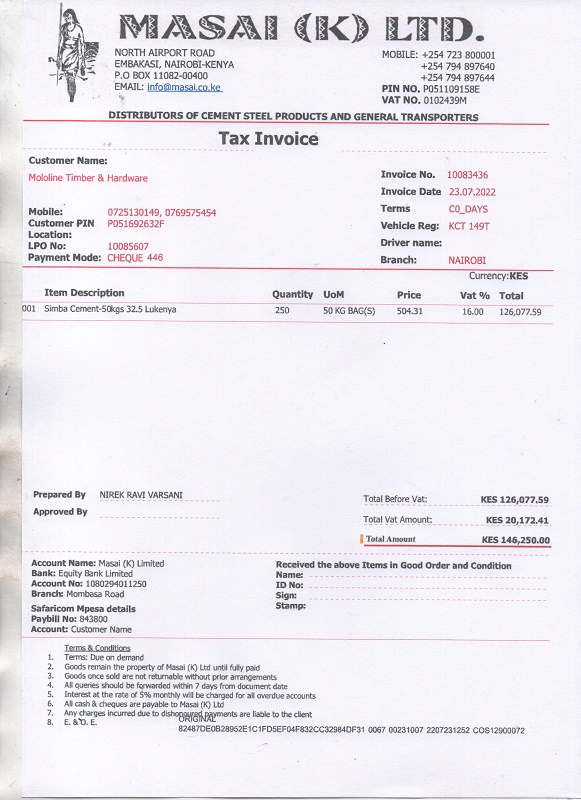 MASAI (K) LTD.
NORTH AIRPORT ROAD
EMBAKASI, NAIROBI-KENYA
P.O BOX 11082-00400
EMAIL: info@masai.co.ke
MOBILE: +254 723 800001
+254 794 897640
+254 794 897644
PIN NO. P051109158E
VAT NO. 0102439M
DISTRIBUTORS OF CEMENT STEEL PRODUCTS AND GENERAL TRANSPORTERS
Tax Invoice
Customer Name:
Mololine Timber & Hardware
Mobile: 0725130149, 0769575454
Customer PIN P051692632F
Location:
LPO No: 10085607
Payment Mode: CHEQUE 446
Invoice No. 10083436
Invoice Date 23.07.2022
Terms C0_DAYS
Vehicle Reg: KCT 149T
Driver name:
Branch: NAIROBI
Currency:KES
Item Description Quantity UoM Price Vat % Total
001 Simba Cement-50kgs 32.5 Lukenya 250 50 KG BAG(S) 504.31 16.00 126,077.59
Prepared By NIREK RAVI VARSANI
Approved By
Total Before Vat: KES 126,077.59
Total Vat Amount: KES 20,172.41
Total Amount KES 146,250.00
Account Name: Masai (K) Limited
Bank: Equity Bank Limited
Account No: 1080294011250
Branch: Mombasa Road
Safaricom Mpesa details
Paybill No: 843800
Account: Customer Name
Received the above Items in Good Order and Condition
Name:
ID No:
Sign:
Stamp:
Terms & Conditions
1. Terms: Due on demand
2. Goods remain the property of Masai (K) Ltd until fully paid
3. Goods once sold are not returnable without prior arrangements
4. All queries should be forwarded within 7 days from document date
5. Interest at the rate of 5% monthly will be charged for all overdue accounts
6. All cash & cheques are payable to Masai (K) Ltd
7. Any charges incurred due to dishonoured payments are liable to the client
8. E. & O. E.
ORIGINAL
82487DE0B28952E1C1FD5EF04F832CC32984DF31 0067 00231007 2207231252 COS12900072